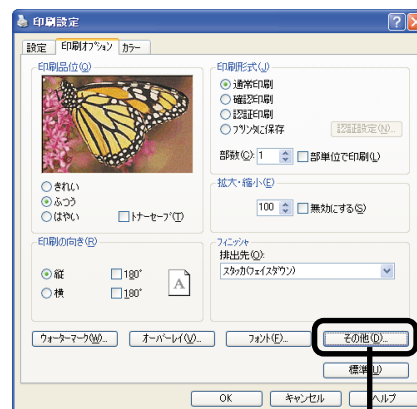 印刷設定
設定 印刷オプション カラー
印刷品位(Q)
きれい
ふつう
はやい
トナーセーブ(T)
印刷の向き(R)
縦
横
180°
180°
A
印刷形式(J)
通常印刷
確認印刷
認証印刷
プリンタに保存
認証設定(N)...
部数(C): 1
部単位で印刷(L)
拡大・縮小(E)
100
無効にする(S)
フィニッシャ
排出先(O):
スタッカ(フェイスダウン)
ウォーターマーク(W)... オーバーレイ(V)... フォント(F)... その他(D)...
標準(U)
OK キャンセル ヘルプ